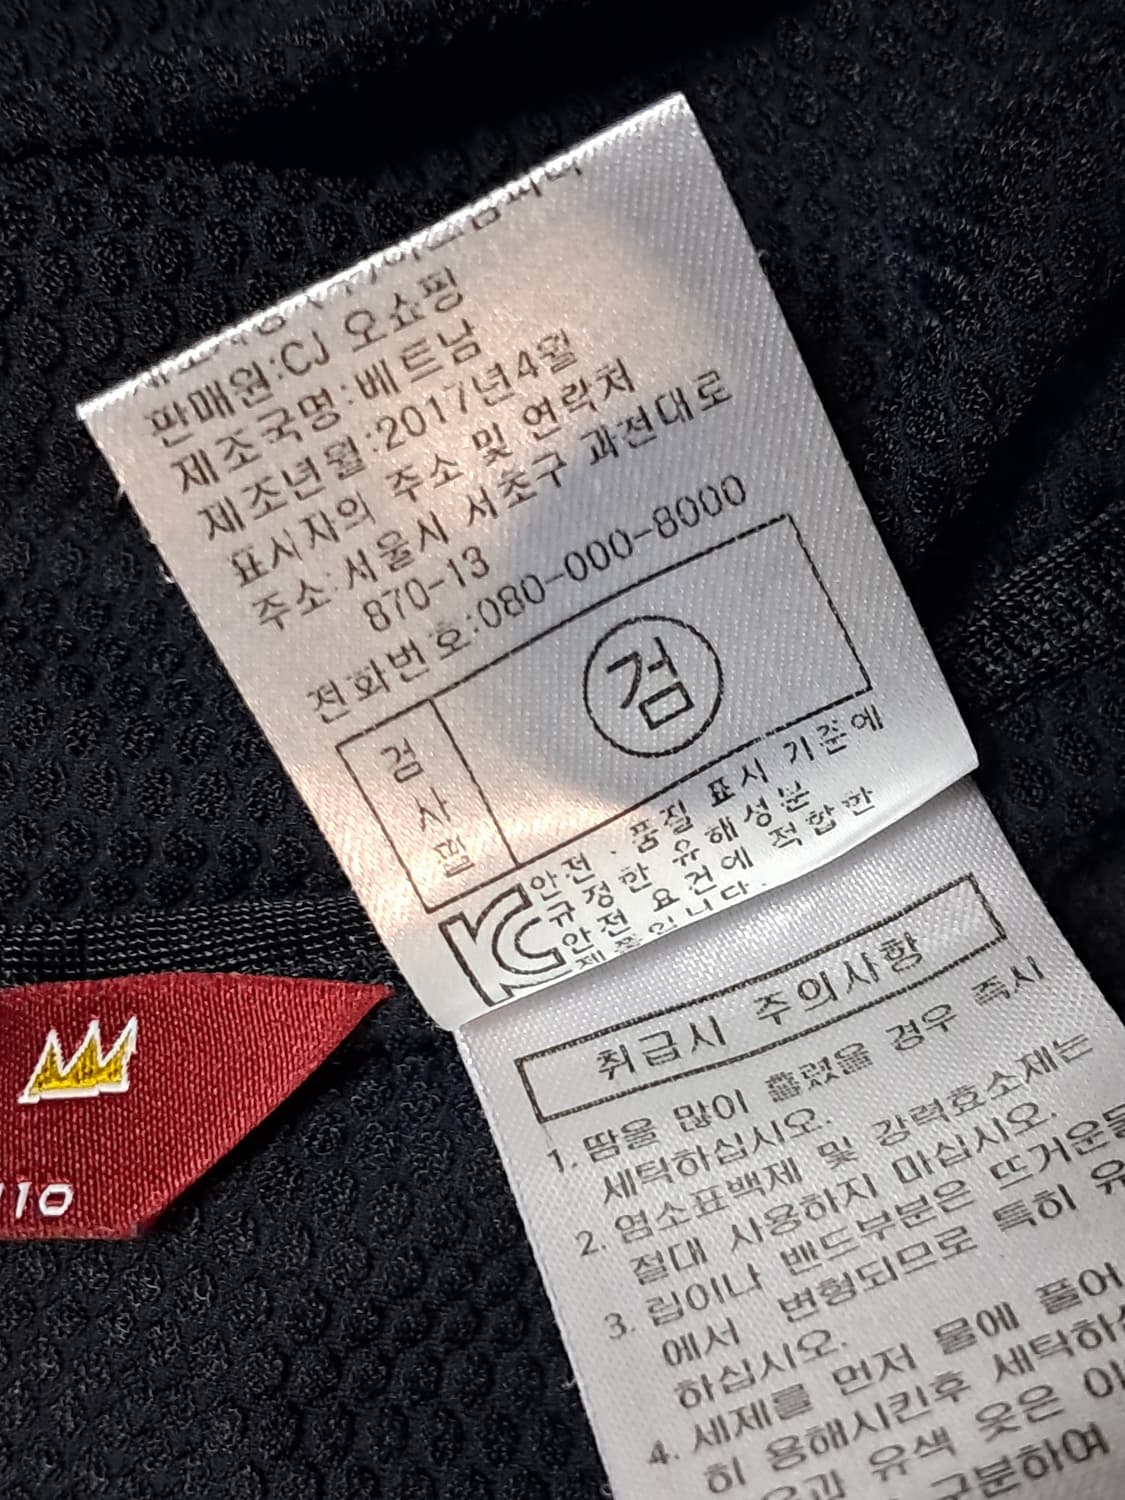 판매원:CJ 오쇼핑
제조국명:베트남
제조년월:2017년4월
표시자의 주소 및 연락처
주소:서울시 서초구 과천대로
870-13
전화번호:080-000-8000
검사필
검
안전·품질 표시 기준에
규정한 유해성분
안전 요건에 적합한
제품입니다.
취급시 주의사항
1. 땀을 많이 흘렸을 경우 즉시
세탁하십시오.
2. 염소표백제 및 강력효소제는
절대 사용하지 마십시오.
3. 립이나 밴드부분은 뜨거운
에서 변형되므로 특히
하십시오.
4. 세제를 먼저 물에 풀어
히 용해시킨후
유색 옷은
구분하여
10